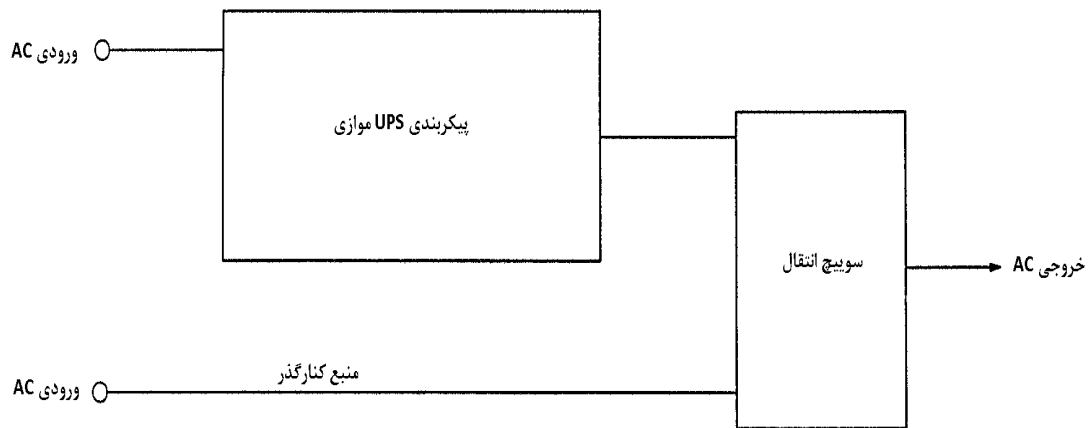 ورودی AC
پیکربندی UPS موازی
سوییچ انتقال
خروجی AC
منبع کنارگذر
ورودی AC